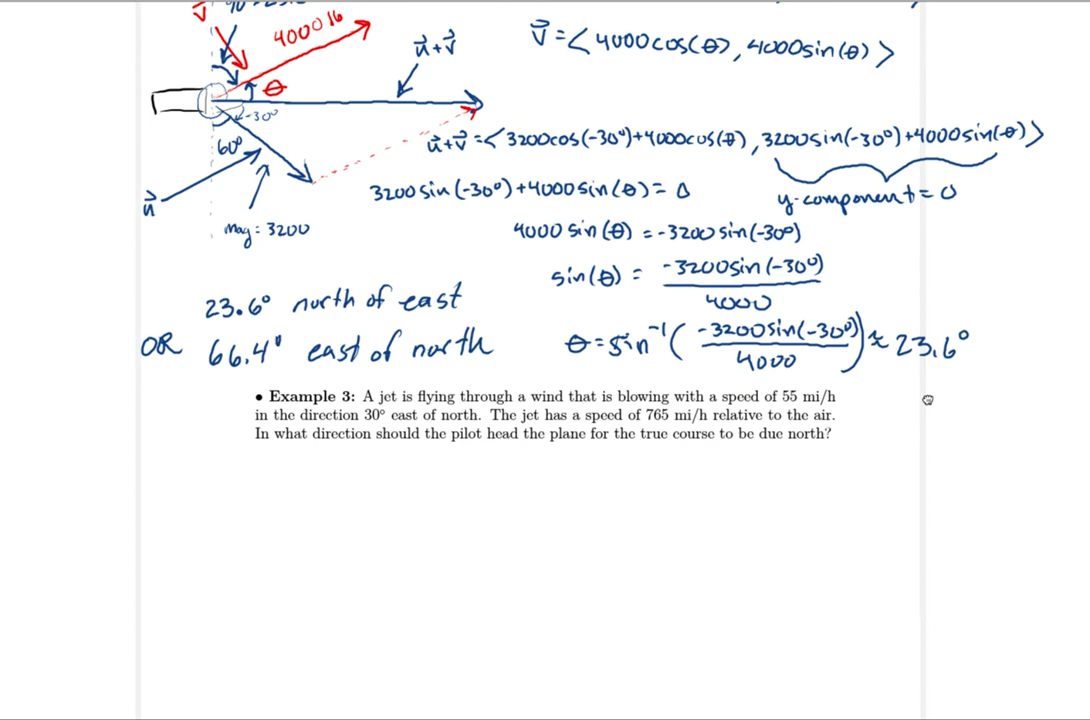 v⃗
4000 lb
θ
u⃗+v⃗
v⃗ = <4000cos(θ), 4000sin(θ)>
-30°
60°
u⃗+v⃗ = <3200cos(-30°)+4000cos(θ), 3200sin(-30°)+4000sin(θ)>
u⃗
mag: 3200
3200sin(-30°)+4000sin(θ) = 0
y-component = 0
4000 sin(θ) = -3200sin(-30°)
sin(θ) = -3200sin(-30°)
4000
23.6° north of east
OR 66.4° east of north
θ = sin⁻¹( -3200sin(-30°) ) ≈ 23.6°
4000
• Example 3: A jet is flying through a wind that is blowing with a speed of 55 mi/h
in the direction 30° east of north. The jet has a speed of 765 mi/h relative to the air.
In what direction should the pilot head the plane for the true course to be due north?